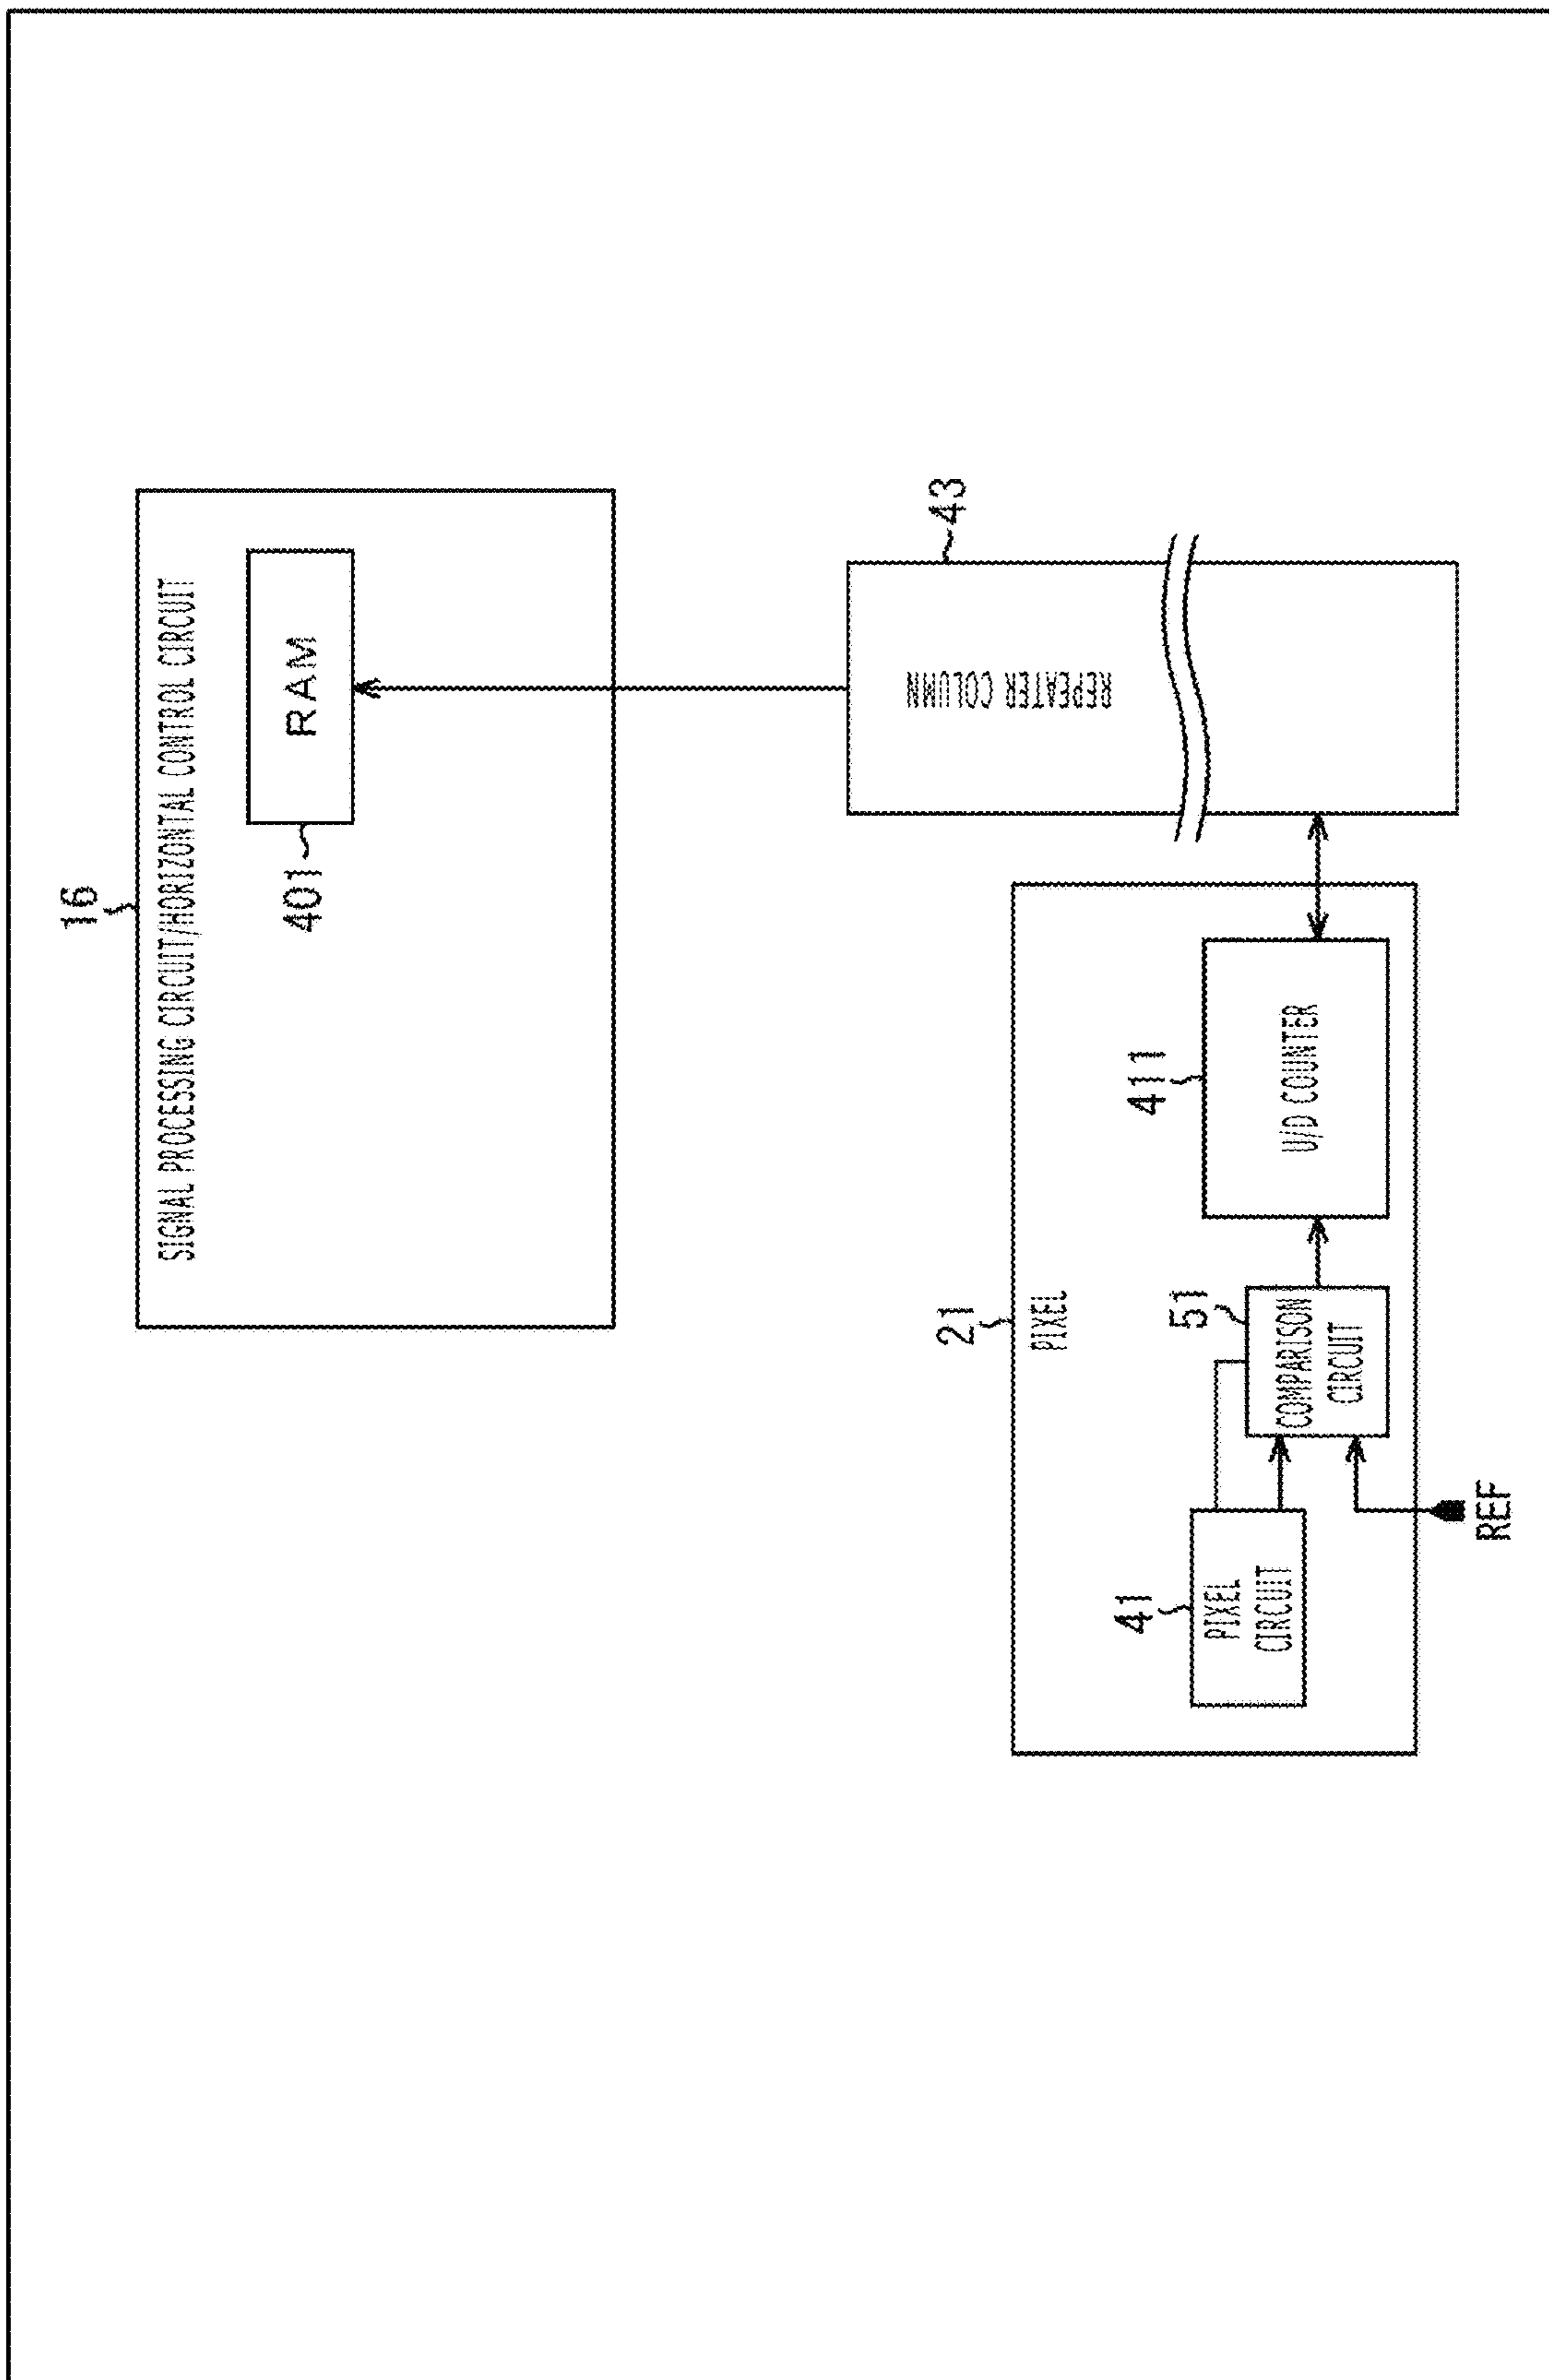 16
SIGNAL PROCESSING CIRCUIT/HORIZONTAL CONTROL CIRCUIT
401
RAM
43
REPEATER COLUMN
21
PIXEL
41
PIXEL
CIRCUIT
51
COMPARISON
CIRCUIT
411
U/D COUNTER
REF